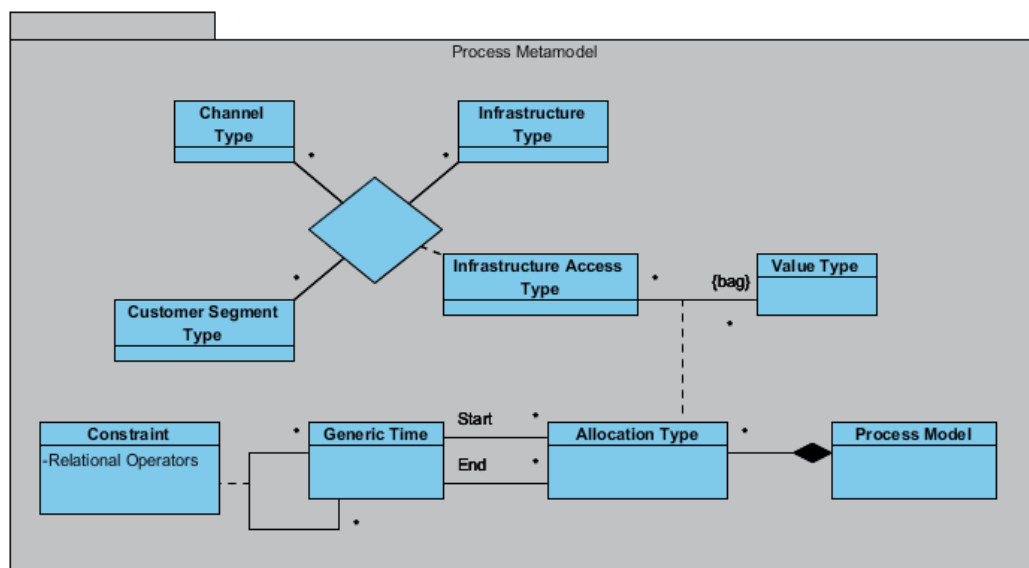 Process Metamodel
Channel
Type
*
Infrastructure
Type
*
Customer Segment
Type
*
Infrastructure Access
Type
*
{bag}
*
Value Type
Constraint
-Relational Operators
*
Generic Time
*
Start
*
End
*
Allocation Type
*
Process Model